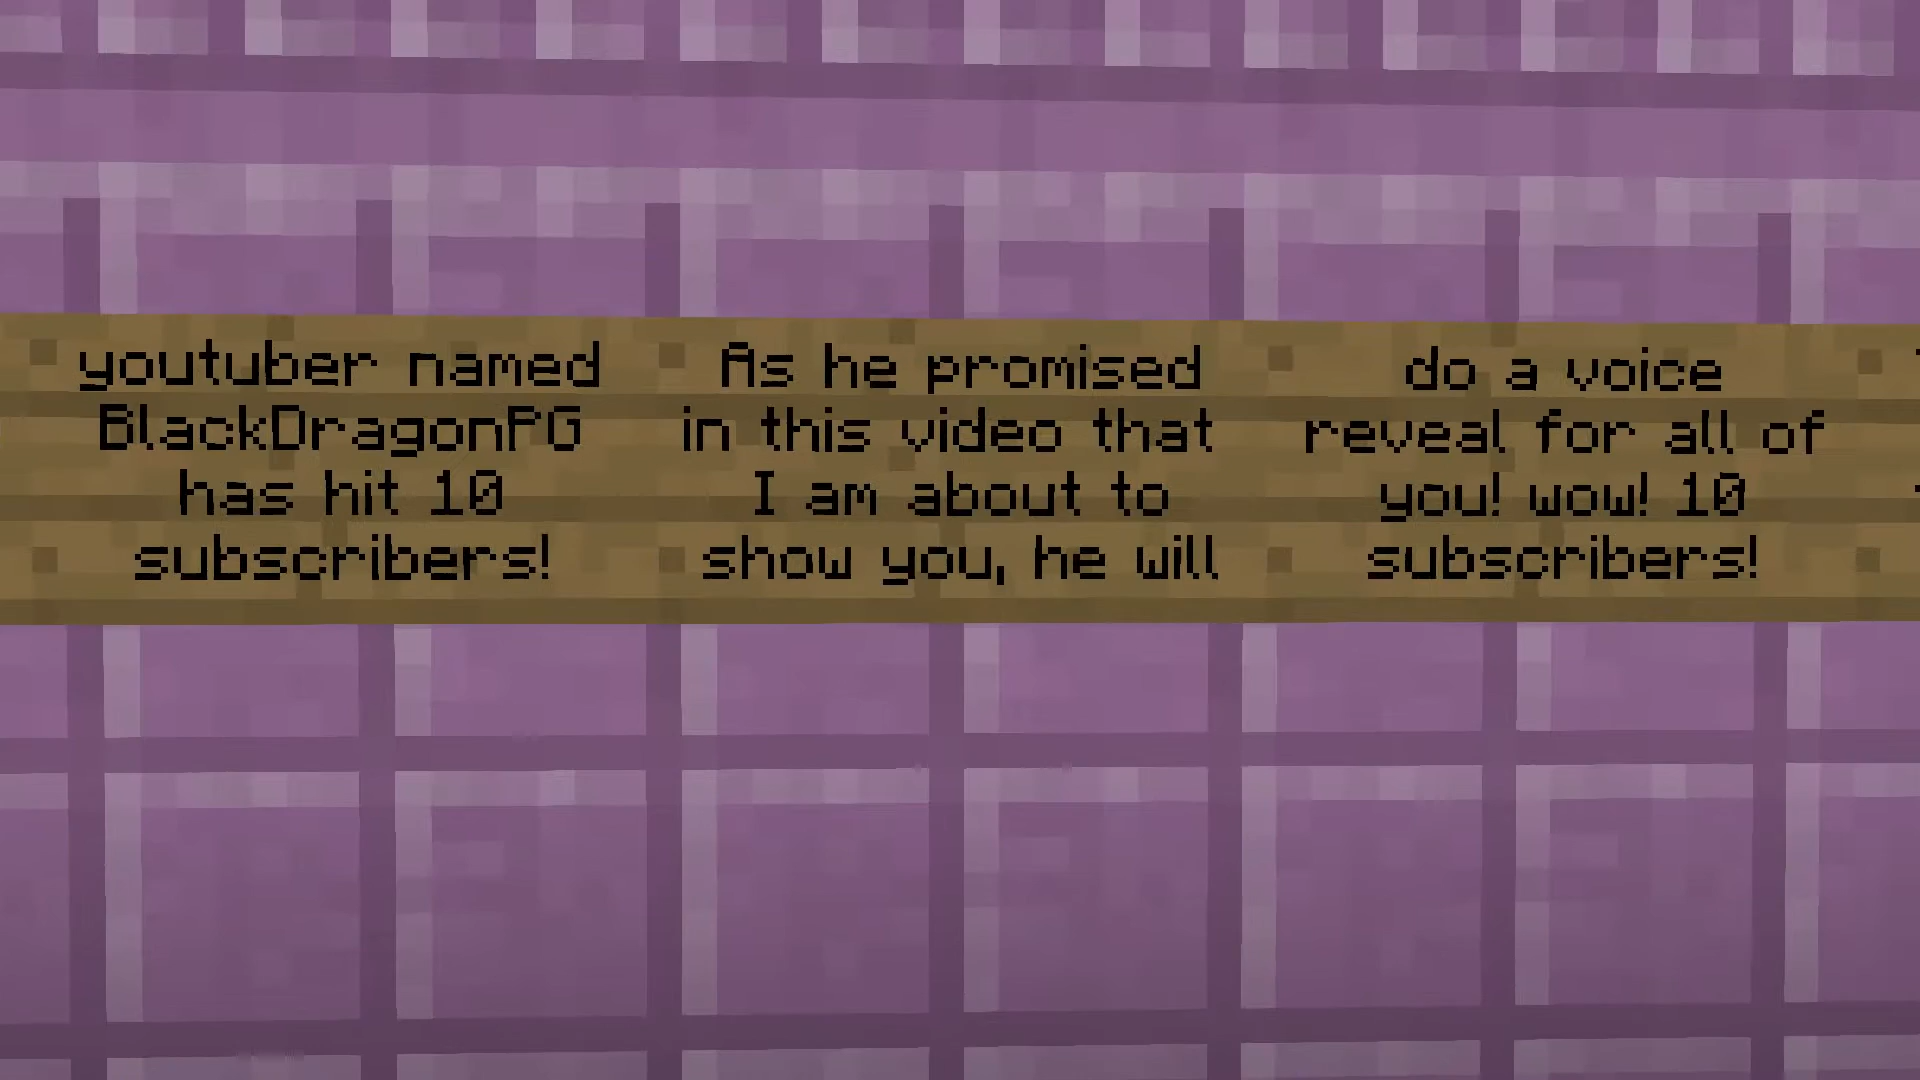 youtuber named
BlackDragonPG
has hit 10
subscribers!
As he promised
in this video that
I am about to
show you, he will
do a voice
reveal for all of
you! wow! 10
subscribers!